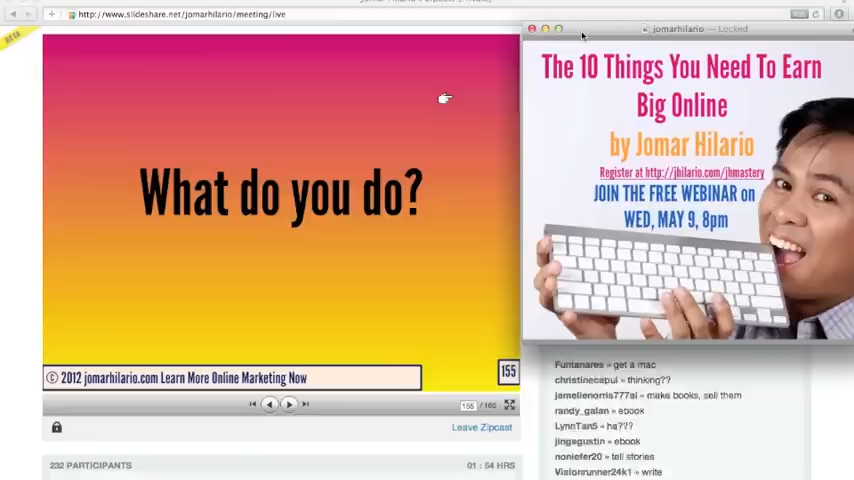 http://www.slideshare.net/jomarhilario/meeting/live
RSS
BETA
jomarhilario — Locked
What do you do?
© 2012 jomarhilario.com Learn More Online Marketing Now
155
155 / 160
Leave Zipcast
232 PARTICIPANTS
01 : 54 HRS
The 10 Things You Need To Earn
Big Online
by Jomar Hilario
Register at http://jhilario.com/jhmastery
JOIN THE FREE WEBINAR on
WED, MAY 9, 8pm
Funtanares » get a mac
christinecapul » thinking??
jamellenorris777al » make books, sell them
randy_galan » ebook
LynnTanS » ha???
jingagustin » ebook
noniefer20 » tell stories
Visionrunner24k1 » write